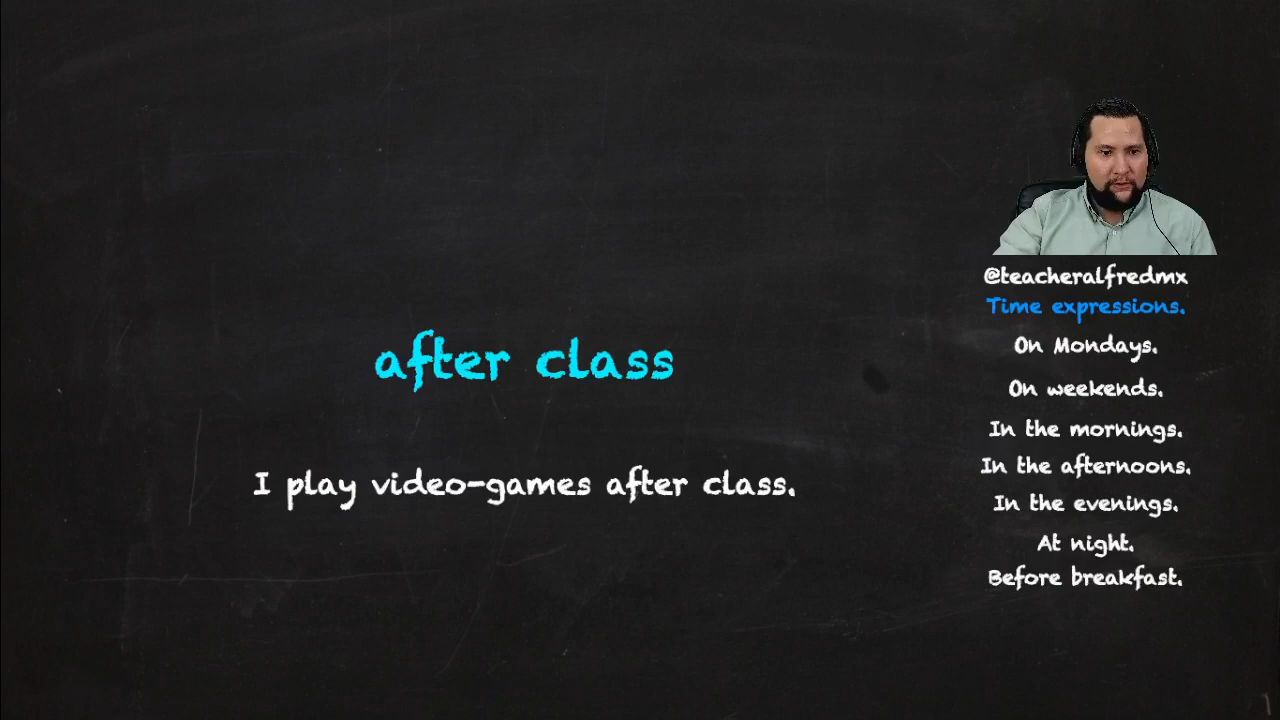 after class
I play video-games after class.
@teacheralfredmx
Time expressions.
On Mondays.
On weekends.
In the mornings.
In the afternoons.
In the evenings.
At night.
Before breakfast.